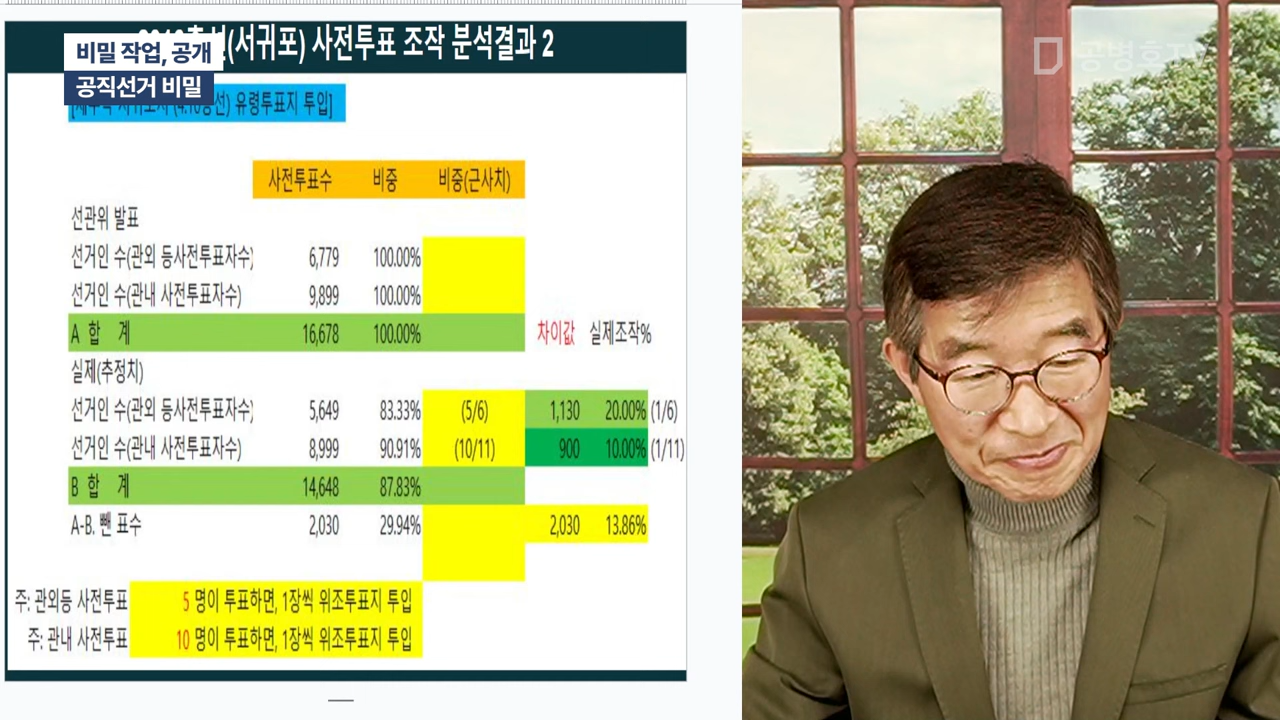 비밀 작업, 공개
공직선거 비밀
(서귀포) 사전투표 조작 분석결과 2
유령투표지 투입]
공병호TV
사전투표수 비중 비중(근사치)
선관위 발표
선거인 수(관외 등사전투표자수) 6,779 100.00%
선거인 수(관내 사전투표자수) 9,899 100.00%
A 합 계 16,678 100.00% 차이값 실제조작%
실제(추정치)
선거인 수(관외 등사전투표자수) 5,649 83.33% (5/6) 1,130 20.00% (1/6)
선거인 수(관내 사전투표자수) 8,999 90.91% (10/11) 900 10.00% (1/11)
B 합 계 14,648 87.83%
A-B. 뺀 표수 2,030 29.94% 2,030 13.86%
주: 관외등 사전투표 5 명이 투표하면, 1장씩 위조투표지 투입
주: 관내 사전투표 10 명이 투표하면, 1장씩 위조투표지 투입